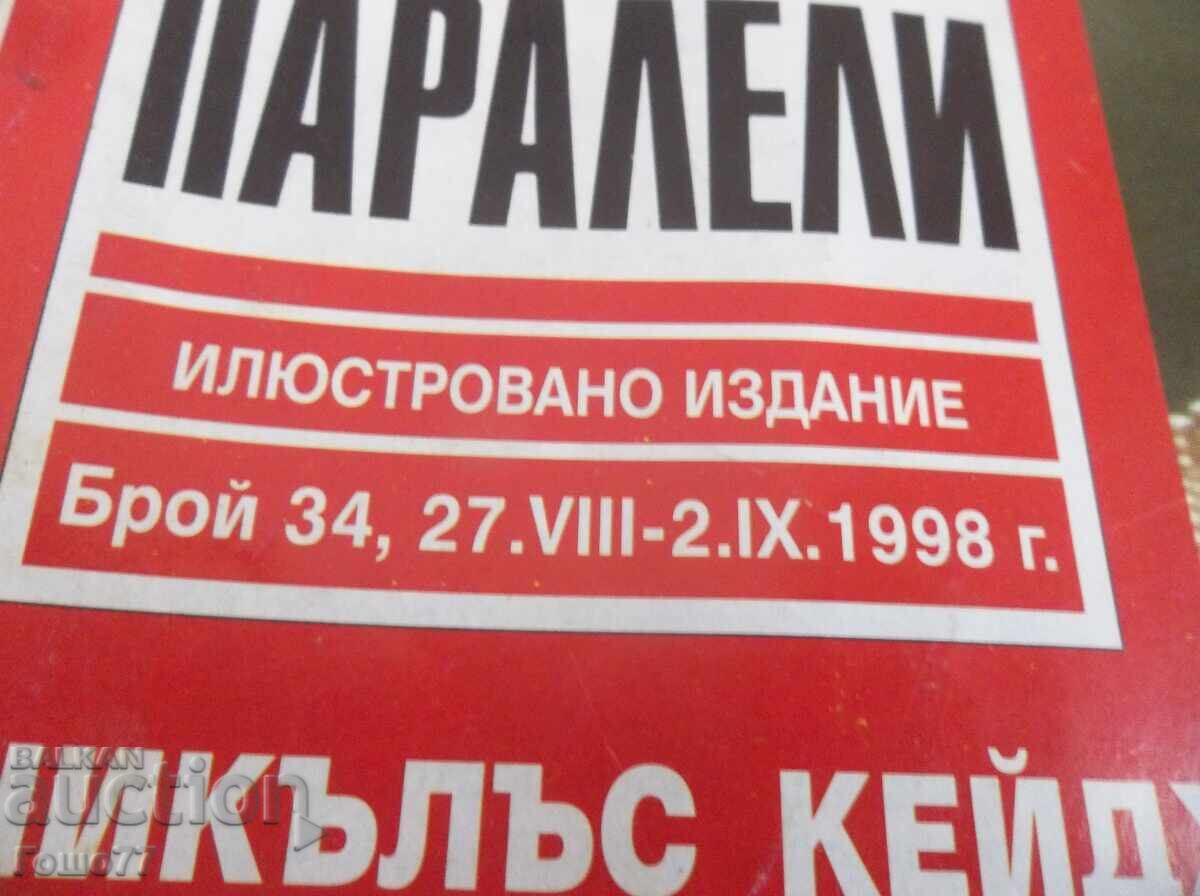 ПАРАЛЕЛИ
ИЛЮСТРОВАНО ИЗДАНИЕ
Брой 34, 27.VIII-2.IX.1998 г.
ИКЪЛЪС КЕЙД
BALKAN
auction
Гошо77